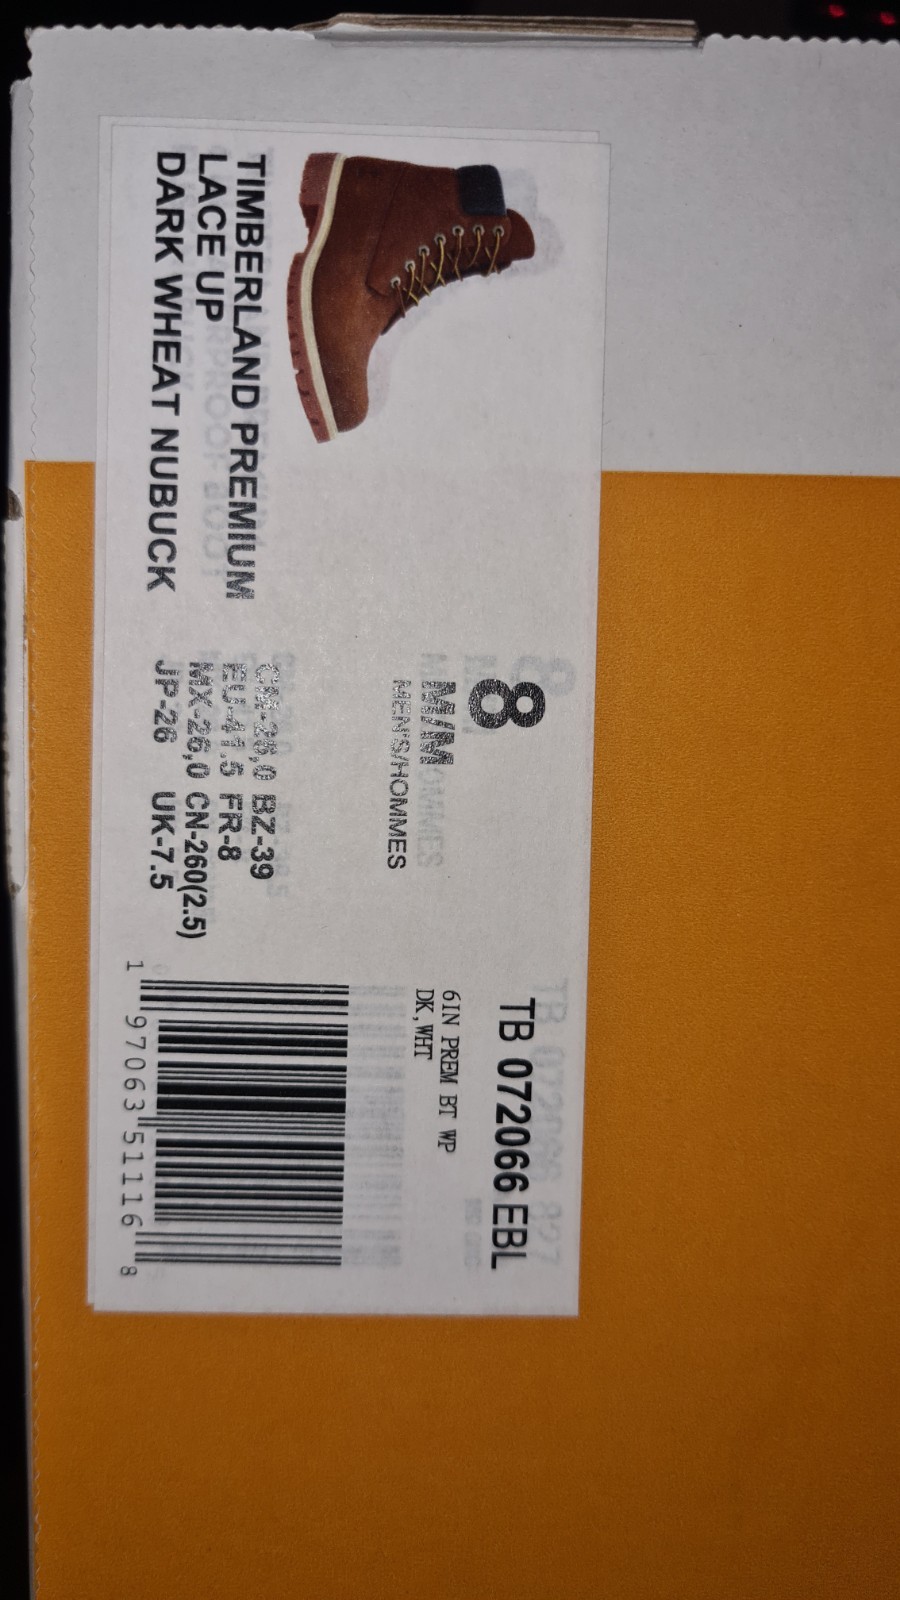 TIMBERLAND PREMIUM
LACE UP
DARK WHEAT NUBUCK
8
M/M
MEN'S/HOMMES
CM-26,0 BZ-39
EU-41.5 FR-8
MX-26,0 CN-260(2.5)
JP-26 UK-7.5
TB 072066 EBL
6IN PREM BT WP
DK,WHT
1 97063 51116 8